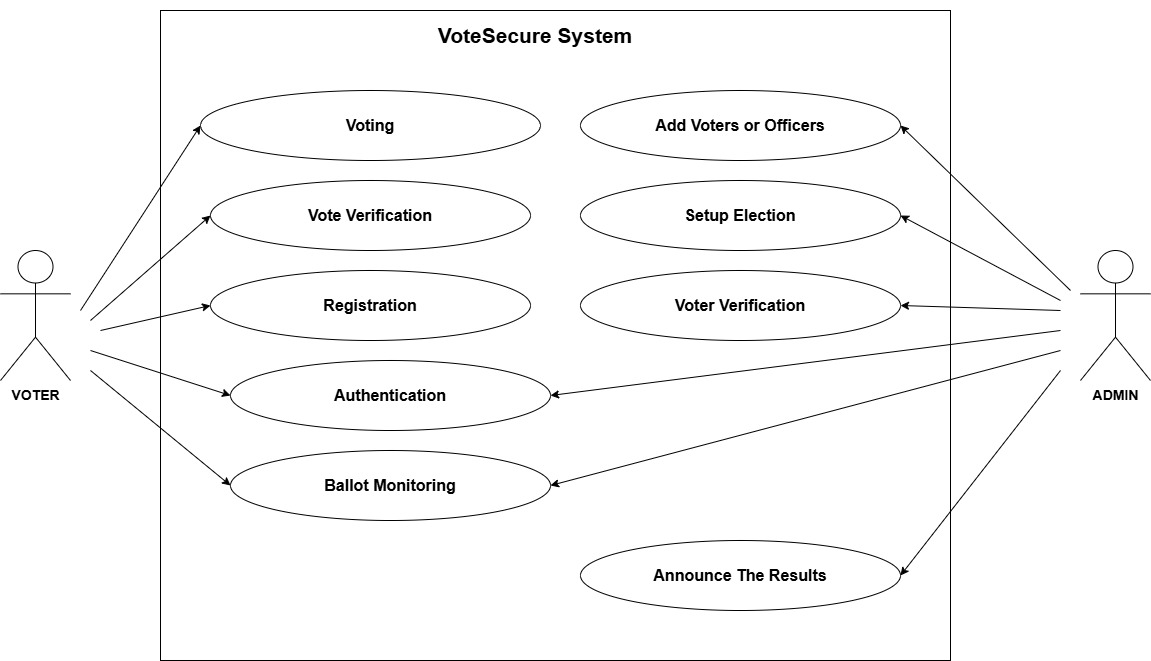 VoteSecure System
Voting
Add Voters or Officers
Vote Verification
Setup Election
Registration
Voter Verification
Authentication
VOTER
ADMIN
Ballot Monitoring
Announce The Results